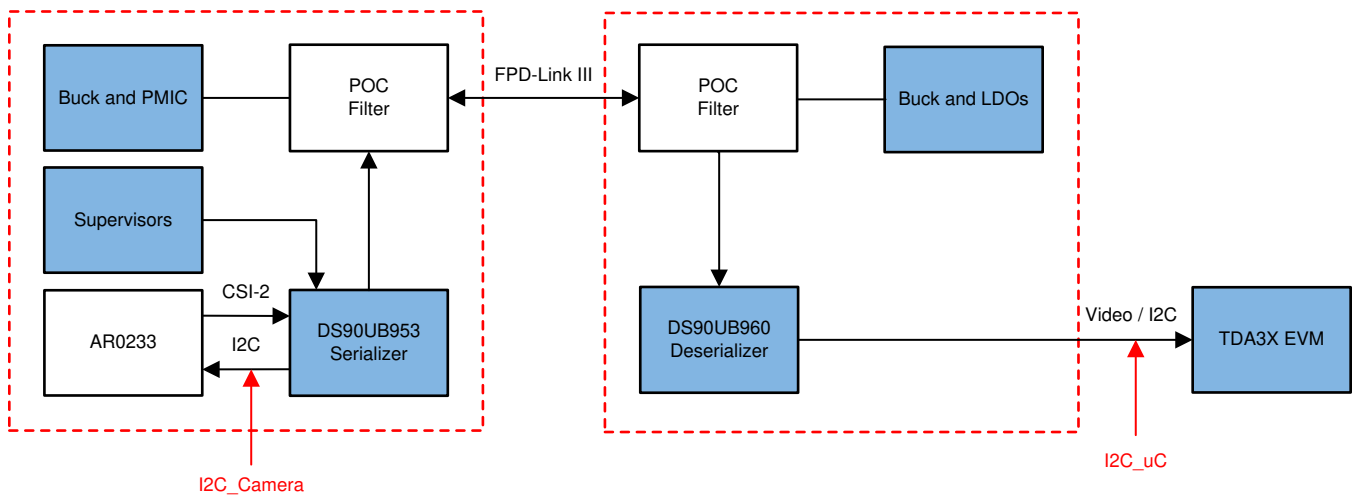 Buck and PMIC
POC
Filter
FPD-Link III
POC
Filter
Buck and LDOs
Supervisors
CSI-2
AR0233
I2C
DS90UB953
Serializer
DS90UB960
Deserializer
Video / I2C
TDA3X EVM
I2C_Camera
I2C_uC